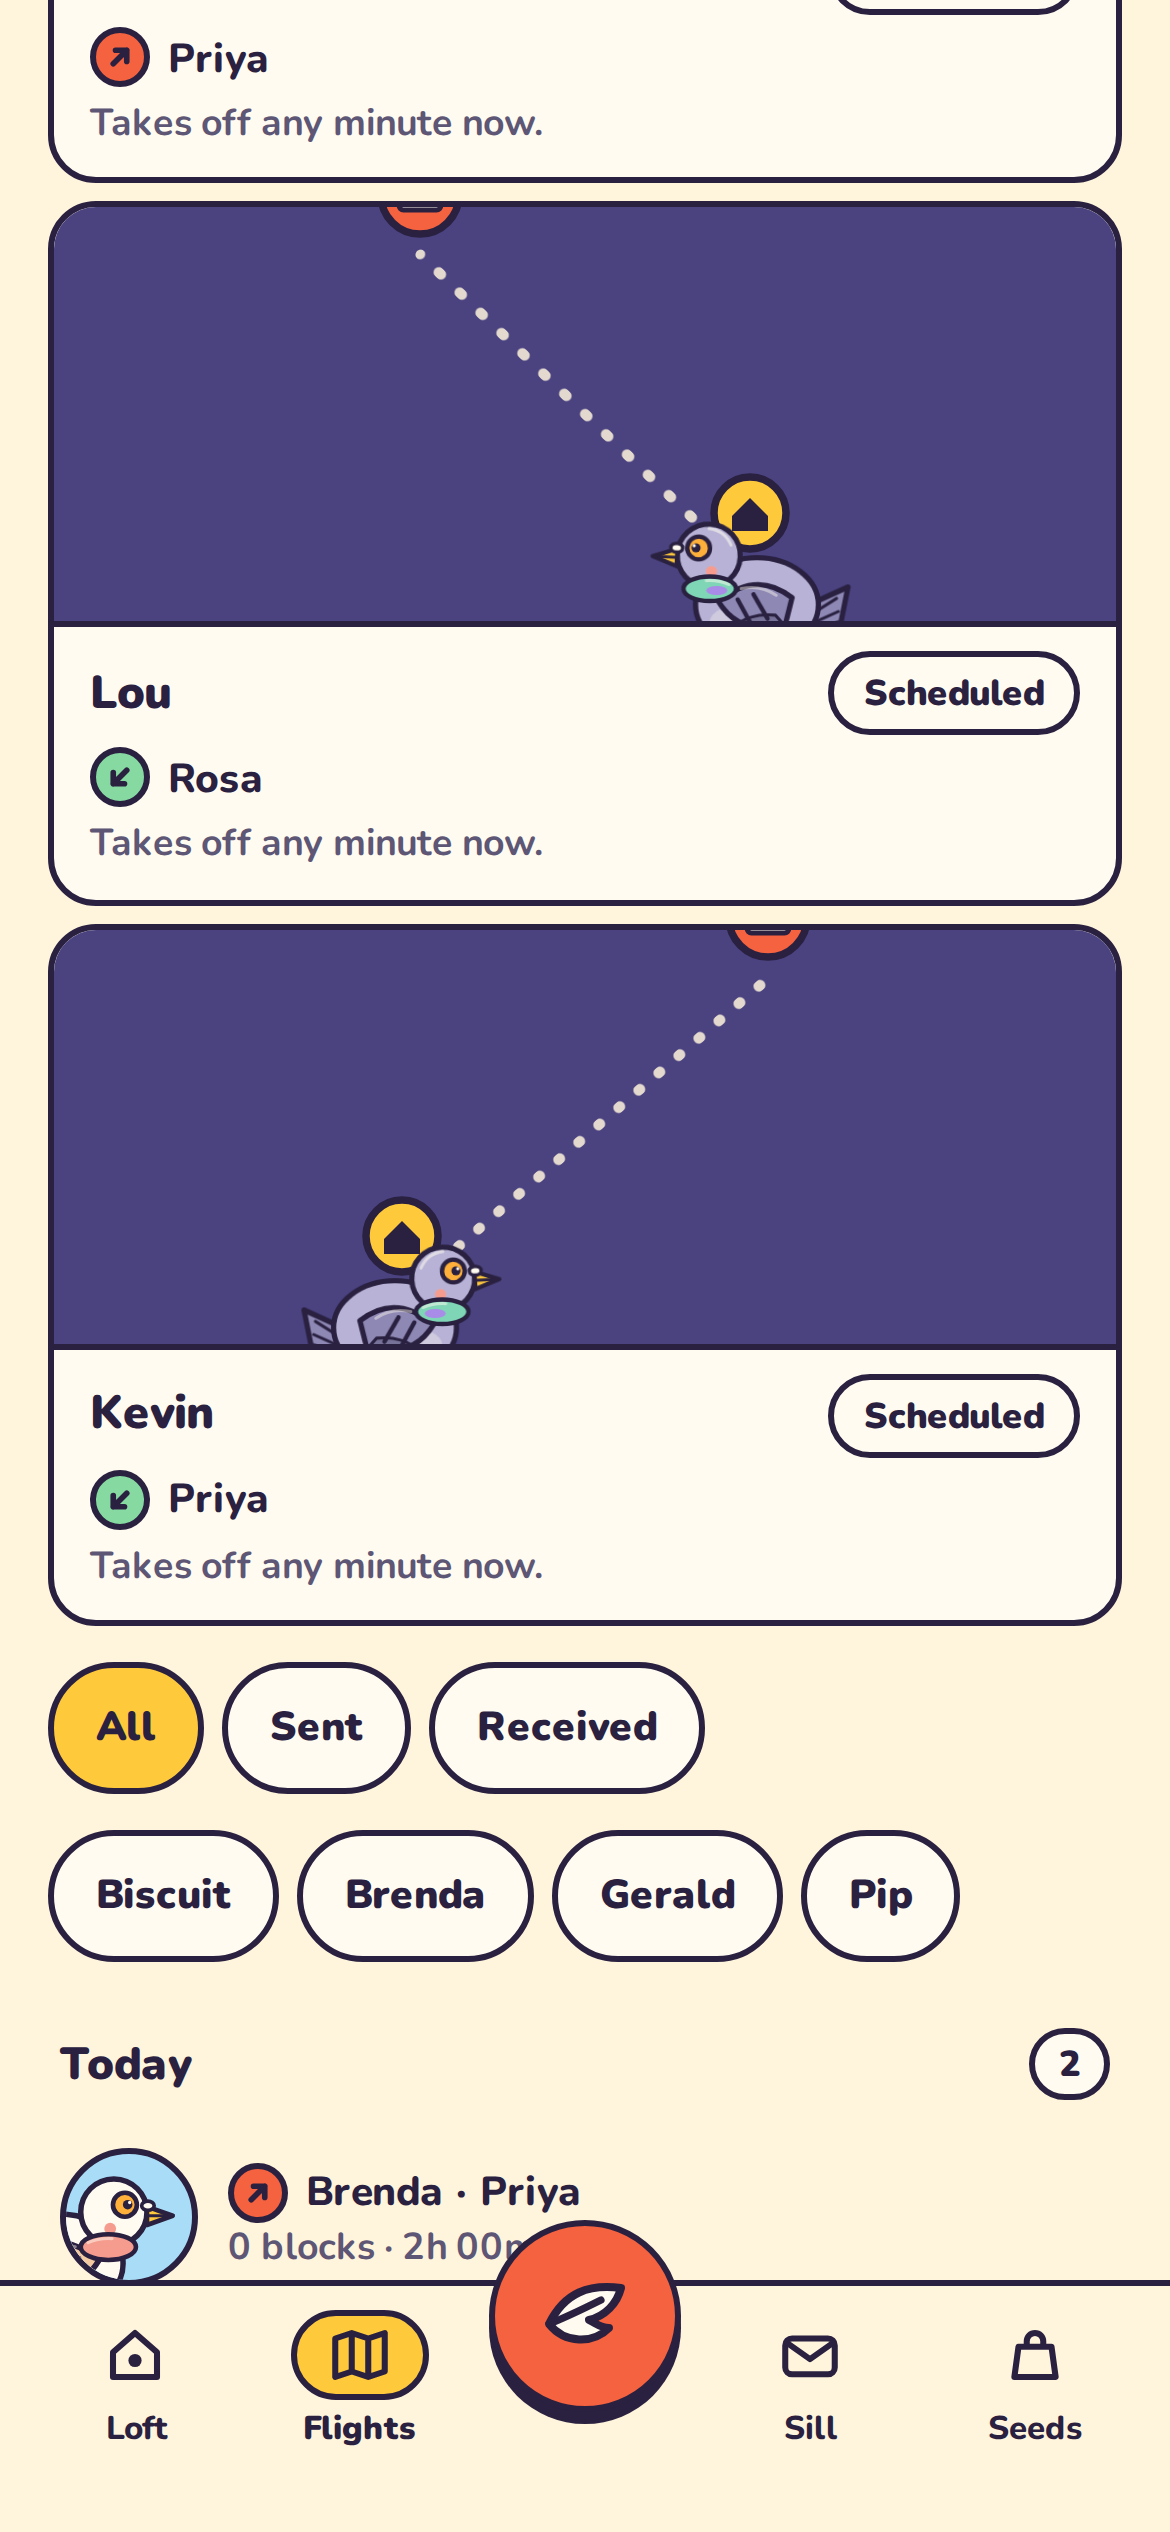 Priya
Takes off any minute now.
Lou
Scheduled
Rosa
Takes off any minute now.
Kevin
Scheduled
Priya
Takes off any minute now.
All
Sent
Received
Biscuit
Brenda
Gerald
Pip
Today
2
Brenda · Priya
0 blocks · 2h
Loft
Flights
Sill
Seeds